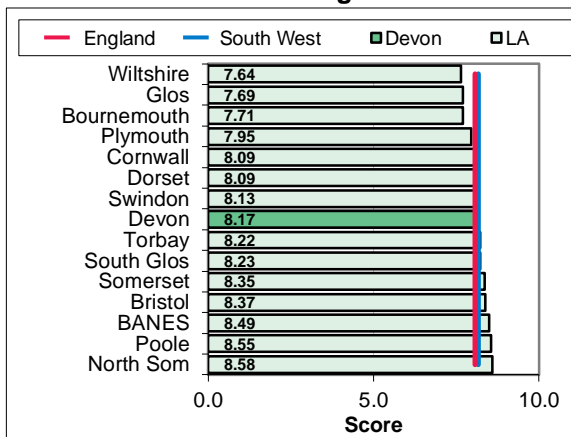 England South West Devon LA
Wiltshire 7.64
Glos 7.69
Bournemouth 7.71
Plymouth 7.95
Cornwall 8.09
Dorset 8.09
Swindon 8.13
Devon 8.17
Torbay 8.22
South Glos 8.23
Somerset 8.35
Bristol 8.37
BANES 8.49
Poole 8.55
North Som 8.58
0.0 5.0 10.0
Score